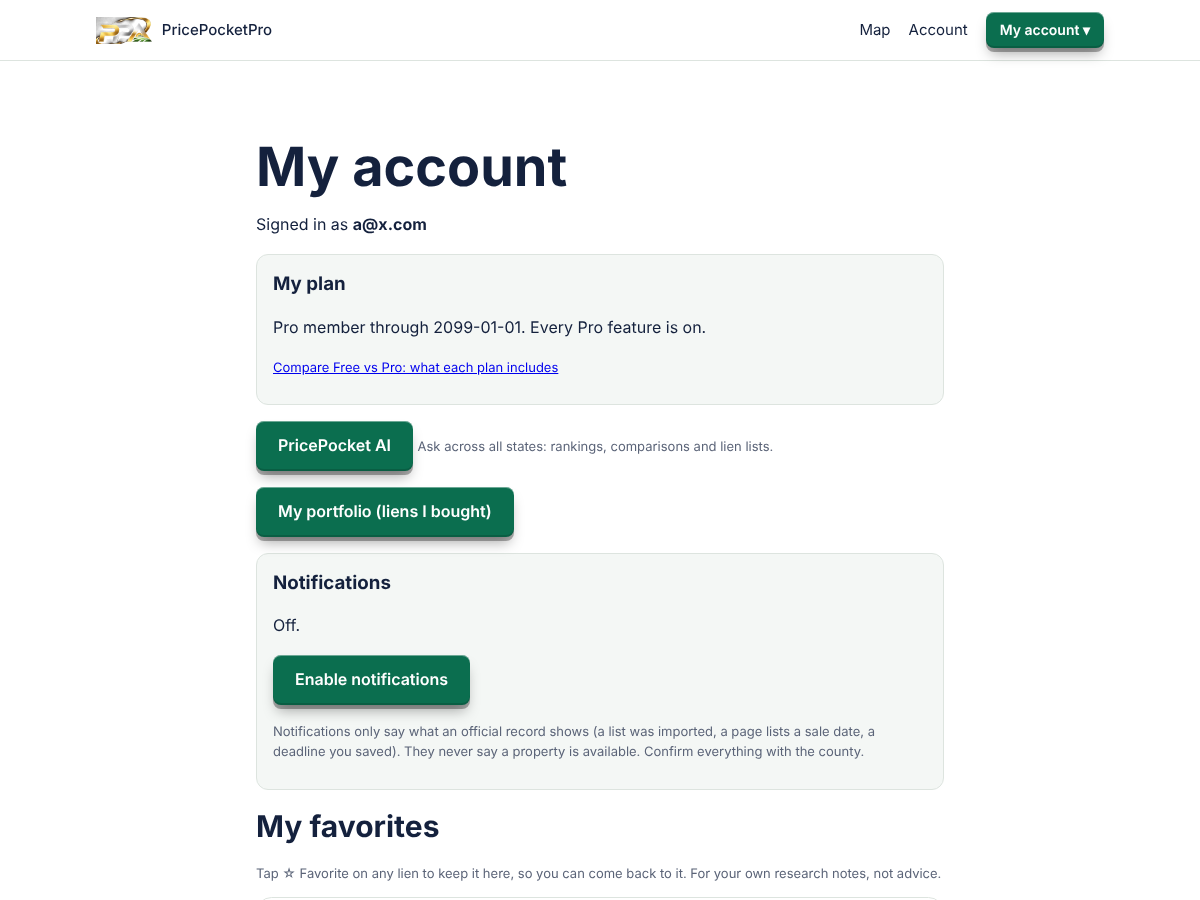 PPX PricePocketPro
Map Account My account ▾
My account
Signed in as a@x.com
My plan
Pro member through 2099-01-01. Every Pro feature is on.
Compare Free vs Pro: what each plan includes
PricePocket AI Ask across all states: rankings, comparisons and lien lists.
My portfolio (liens I bought)
Notifications
Off.
Enable notifications
Notifications only say what an official record shows (a list was imported, a page lists a sale date, a
deadline you saved). They never say a property is available. Confirm everything with the county.
My favorites
Tap ☆ Favorite on any lien to keep it here, so you can come back to it. For your own research notes, not advice.